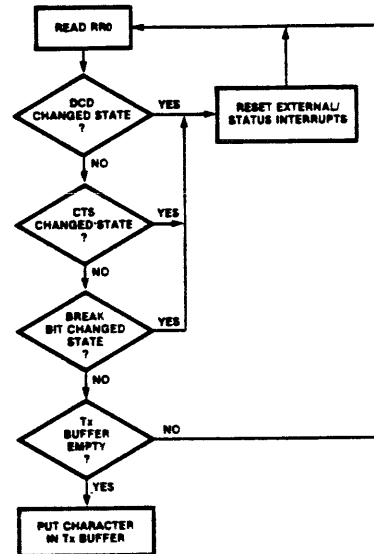 READ RR0
DCD
CHANGED STATE
?
YES
RESET EXTERNAL/
STATUS INTERRUPTS
NO
CTS
CHANGED STATE
?
YES
NO
BREAK
BIT CHANGED
STATE
?
YES
NO
Tx
BUFFER
EMPTY
?
NO
YES
PUT CHARACTER
IN Tx BUFFER